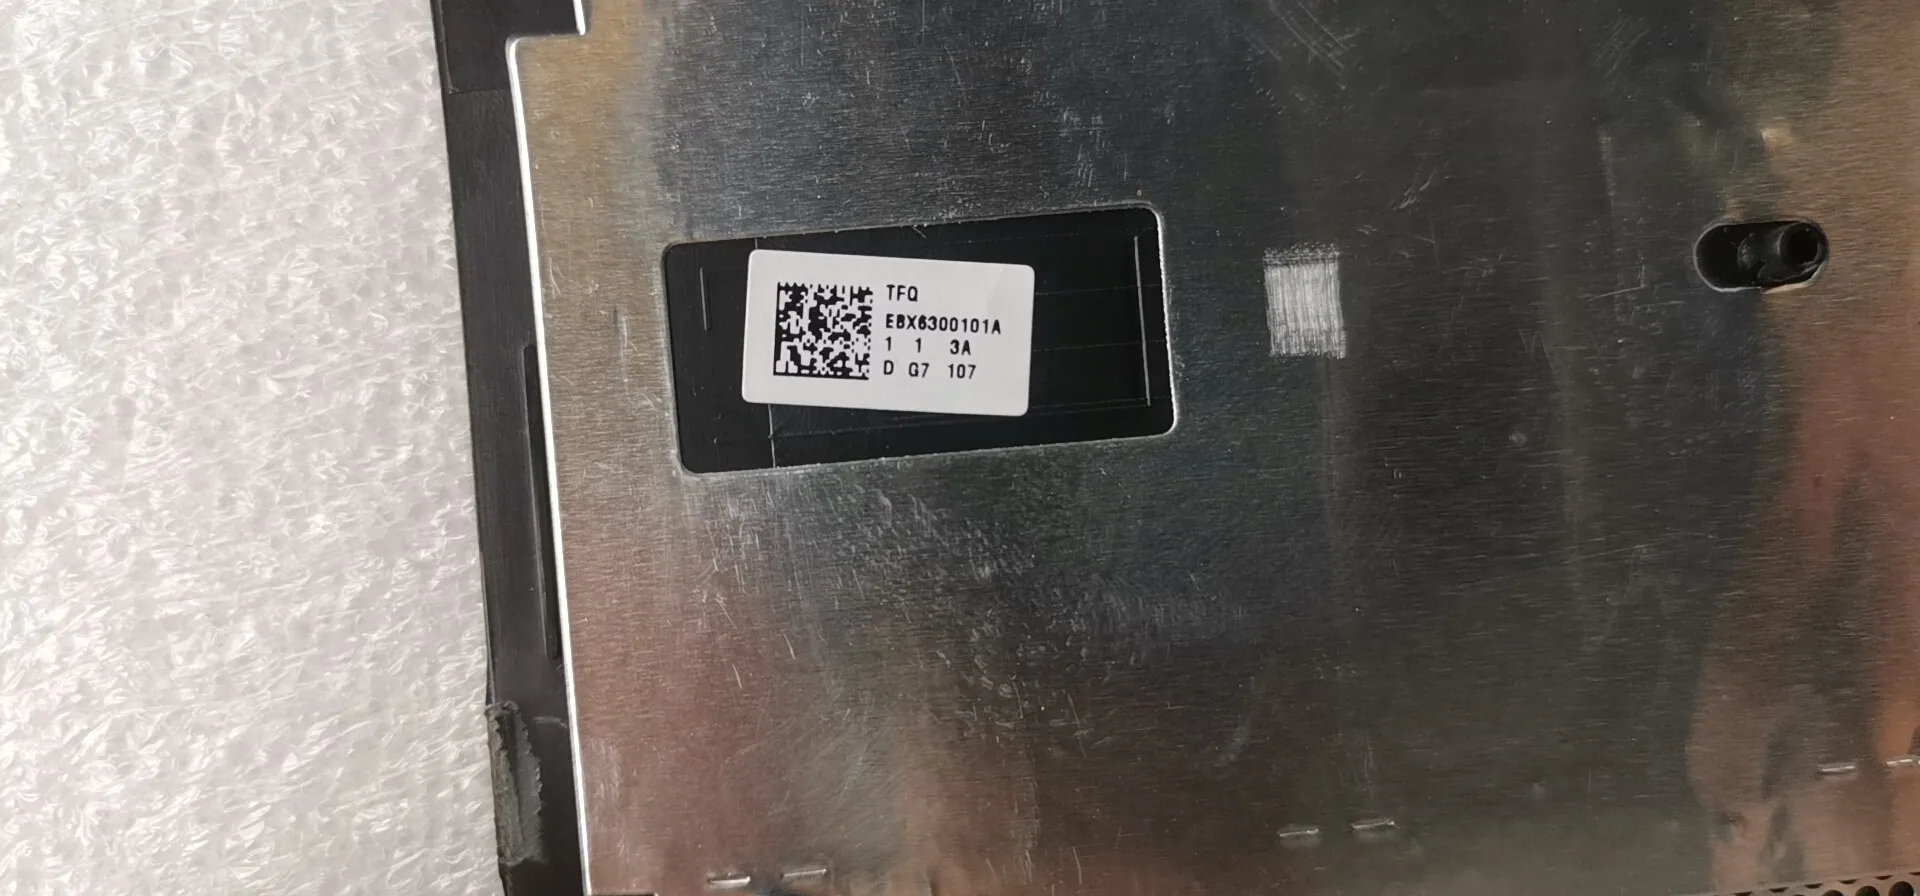 TFQ
EBX6300101A
1 1 3A
D G7 107